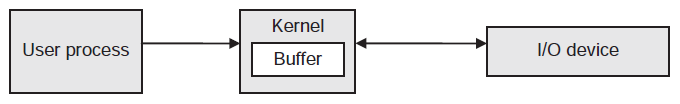 User process
Kernel
Buffer
I/O device